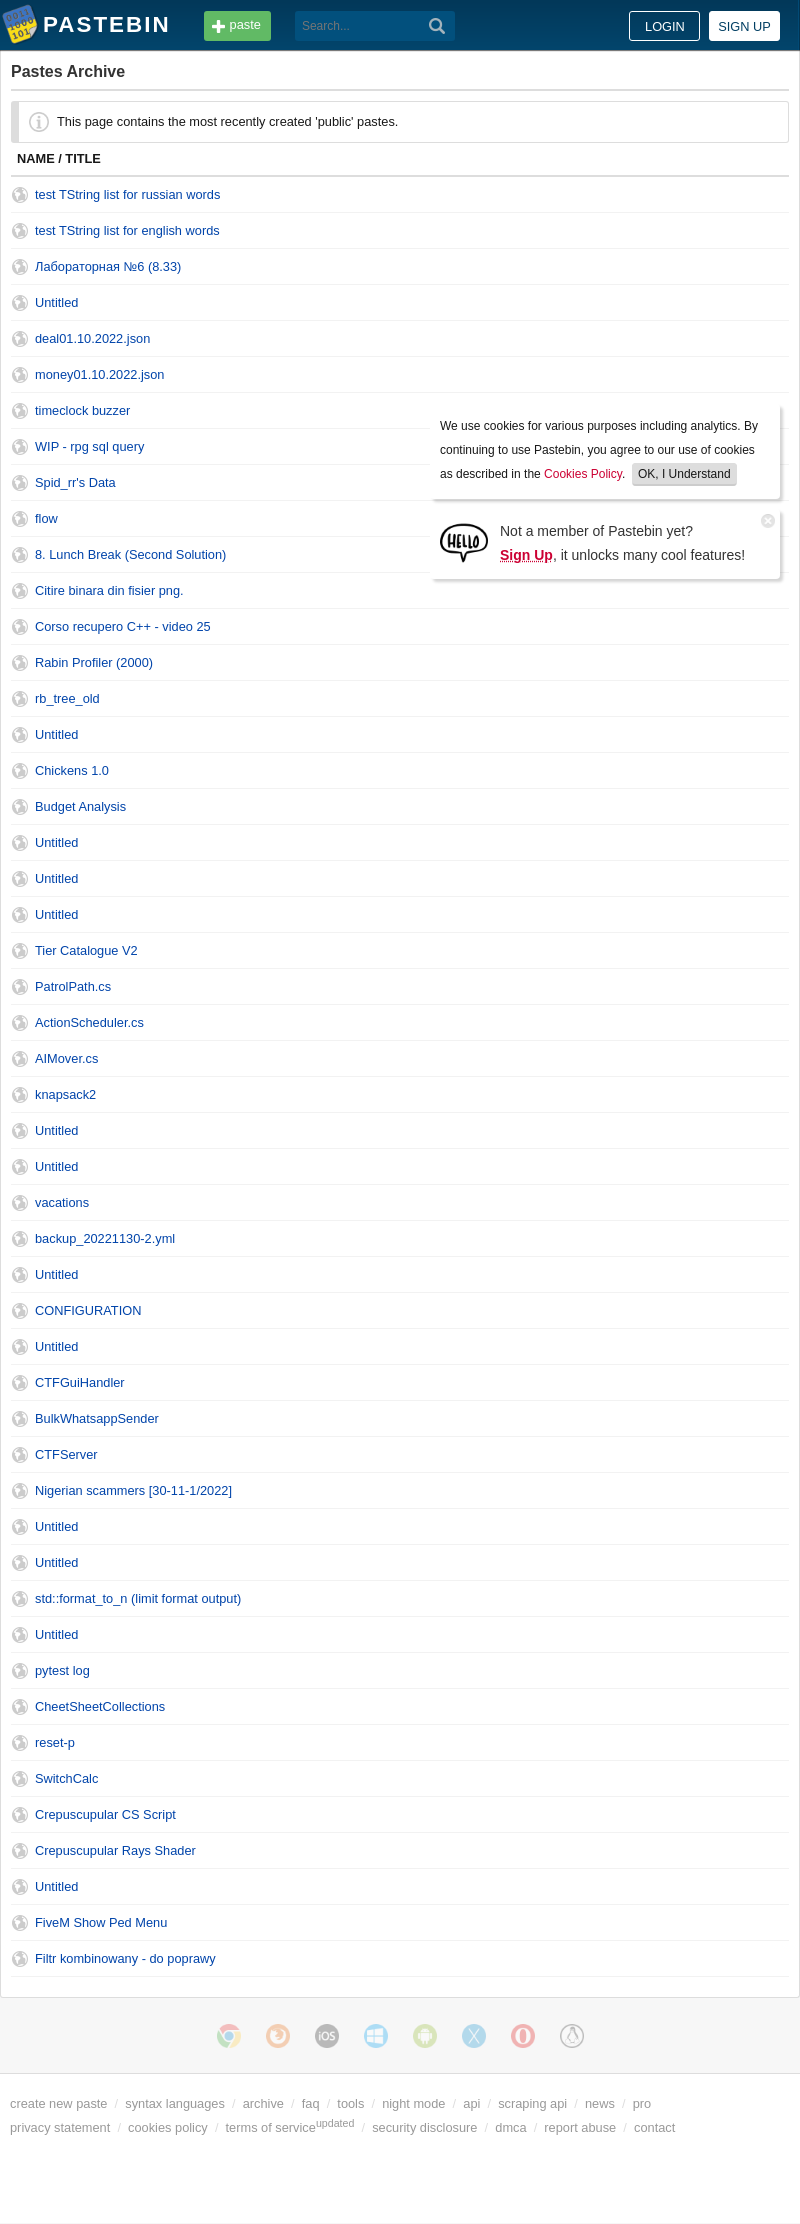 PASTEBIN
paste
Search...
LOGIN
SIGN UP
Pastes Archive
This page contains the most recently created 'public' pastes.
NAME / TITLE
test TString list for russian words
test TString list for english words
Лабораторная №6 (8.33)
Untitled
deal01.10.2022.json
money01.10.2022.json
timeclock buzzer
WIP - rpg sql query
Spid_rr's Data
flow
8. Lunch Break (Second Solution)
Citire binara din fisier png.
We use cookies for various purposes including analytics. By
continuing to use Pastebin, you agree to our use of cookies
as described in the Cookies Policy. OK, I Understand
HELLO
Not a member of Pastebin yet?
Sign Up, it unlocks many cool features!
Corso recupero C++ - video 25
Rabin Profiler (2000)
rb_tree_old
Untitled
Chickens 1.0
Budget Analysis
Untitled
Untitled
Untitled
Tier Catalogue V2
PatrolPath.cs
ActionScheduler.cs
AIMover.cs
knapsack2
Untitled
Untitled
vacations
backup_20221130-2.yml
Untitled
CONFIGURATION
Untitled
CTFGuiHandler
BulkWhatsappSender
CTFServer
Nigerian scammers [30-11-1/2022]
Untitled
Untitled
std::format_to_n (limit format output)
Untitled
pytest log
CheetSheetCollections
reset-p
SwitchCalc
Crepuscupular CS Script
Crepuscupular Rays Shader
Untitled
FiveM Show Ped Menu
Filtr kombinowany - do poprawy
iOS
create new paste / syntax languages / archive / faq / tools / night mode / api / scraping api / news / pro
privacy statement / cookies policy / terms of service updated / security disclosure / dmca / report abuse / contact